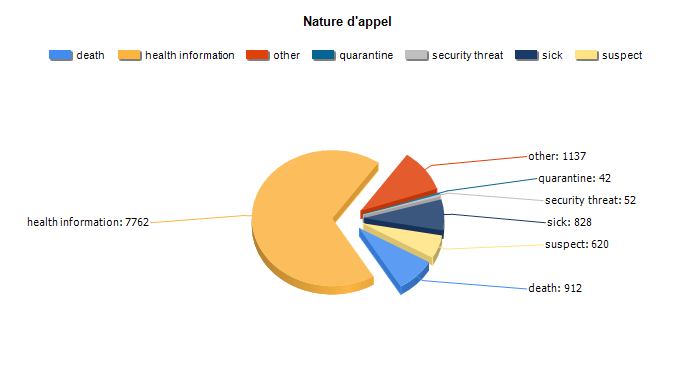 Nature d'appel
death health information other quarantine security threat sick suspect
other: 1137
quarantine: 42
security threat: 52
health information: 7762
sick: 828
suspect: 620
death: 912